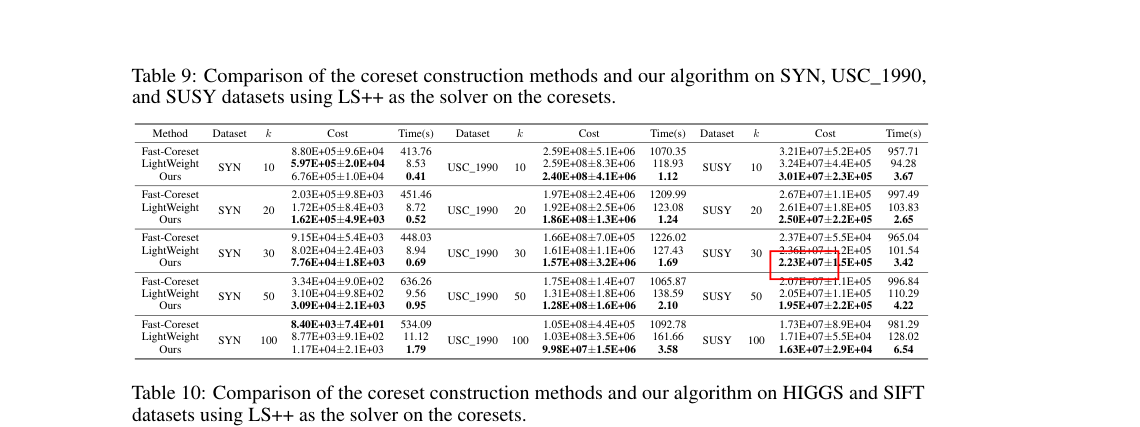 Table 9: Comparison of the coreset construction methods and our algorithm on SYN, USC_1990,
and SUSY datasets using LS++ as the solver on the coresets.
Method Dataset k Cost Time(s) Dataset k Cost Time(s) Dataset k Cost Time(s)
Fast-Coreset 8.80E+05±9.6E+04 413.76 2.59E+08±5.1E+06 1070.35 3.21E+07±5.2E+05 957.71
LightWeight SYN 10 5.97E+05±2.0E+04 8.53 USC_1990 10 2.59E+08±8.3E+06 118.93 SUSY 10 3.24E+07±4.4E+05 94.28
Ours 6.76E+05±1.0E+04 0.41 2.40E+08±4.1E+06 1.12 3.01E+07±2.3E+05 3.67
Fast-Coreset 2.03E+05±9.8E+03 451.46 1.97E+08±2.4E+06 1209.99 2.67E+07±1.1E+05 997.49
LightWeight SYN 20 1.72E+05±8.4E+03 8.72 USC_1990 20 1.92E+08±2.5E+06 123.08 SUSY 20 2.61E+07±1.8E+05 103.83
Ours 1.62E+05±4.9E+03 0.52 1.86E+08±1.3E+06 1.24 2.50E+07±2.2E+05 2.65
Fast-Coreset 9.15E+04±5.4E+03 448.03 1.66E+08±7.0E+05 1226.02 2.37E+07±5.5E+04 965.04
LightWeight SYN 30 8.02E+04±2.4E+03 8.94 USC_1990 30 1.61E+08±1.1E+06 127.43 SUSY 30 2.36E+07±1.2E+05 101.54
Ours 7.76E+04±1.8E+03 0.69 1.57E+08±3.2E+06 1.69 2.23E+07±1.5E+05 3.42
Fast-Coreset 3.34E+04±9.0E+02 636.26 1.75E+08±1.4E+07 1065.87 2.07E+07±1.1E+05 996.84
LightWeight SYN 50 3.10E+04±9.8E+02 9.56 USC_1990 50 1.31E+08±1.8E+06 138.59 SUSY 50 2.05E+07±1.1E+05 110.29
Ours 3.09E+04±2.1E+02 0.95 1.28E+08±1.6E+06 2.10 1.95E+07±2.2E+05 4.22
Fast-Coreset 8.40E+03±7.4E+01 534.09 1.05E+08±4.4E+05 1092.78 1.73E+07±8.9E+04 981.29
LightWeight SYN 100 8.77E+03±9.1E+02 11.12 USC_1990 100 1.03E+08±3.5E+06 161.66 SUSY 100 1.71E+07±5.5E+04 128.02
Ours 1.17E+04±2.1E+03 1.79 9.98E+07±1.5E+06 3.58 1.63E+07±2.9E+04 6.54
Table 10: Comparison of the coreset construction methods and our algorithm on HIGGS and SIFT
datasets using LS++ as the solver on the coresets.